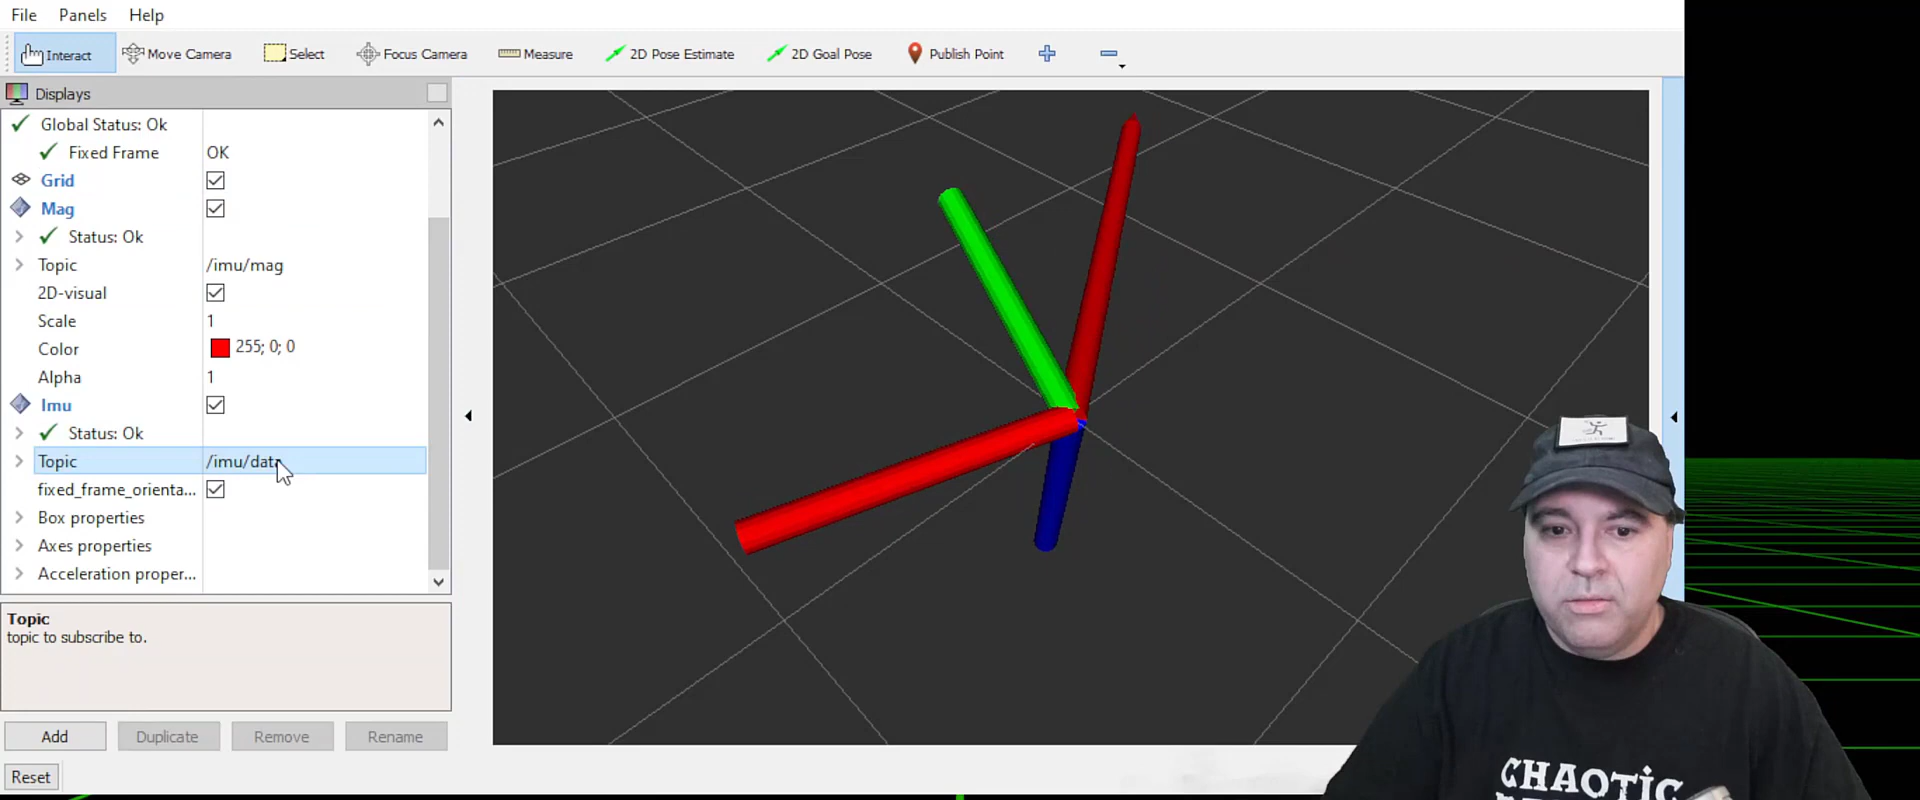 File Panels Help
Interact Move Camera Select Focus Camera Measure 2D Pose Estimate 2D Goal Pose Publish Point
Displays
Global Status: Ok
Fixed Frame OK
Grid
Mag
Status: Ok
Topic /imu/mag
2D-visual
Scale 1
Color 255; 0; 0
Alpha 1
Imu
Status: Ok
Topic /imu/data
fixed_frame_orienta...
Box properties
Axes properties
Acceleration proper...
Topic
topic to subscribe to.
Add Duplicate Remove Rename
Reset
CHAOTIC